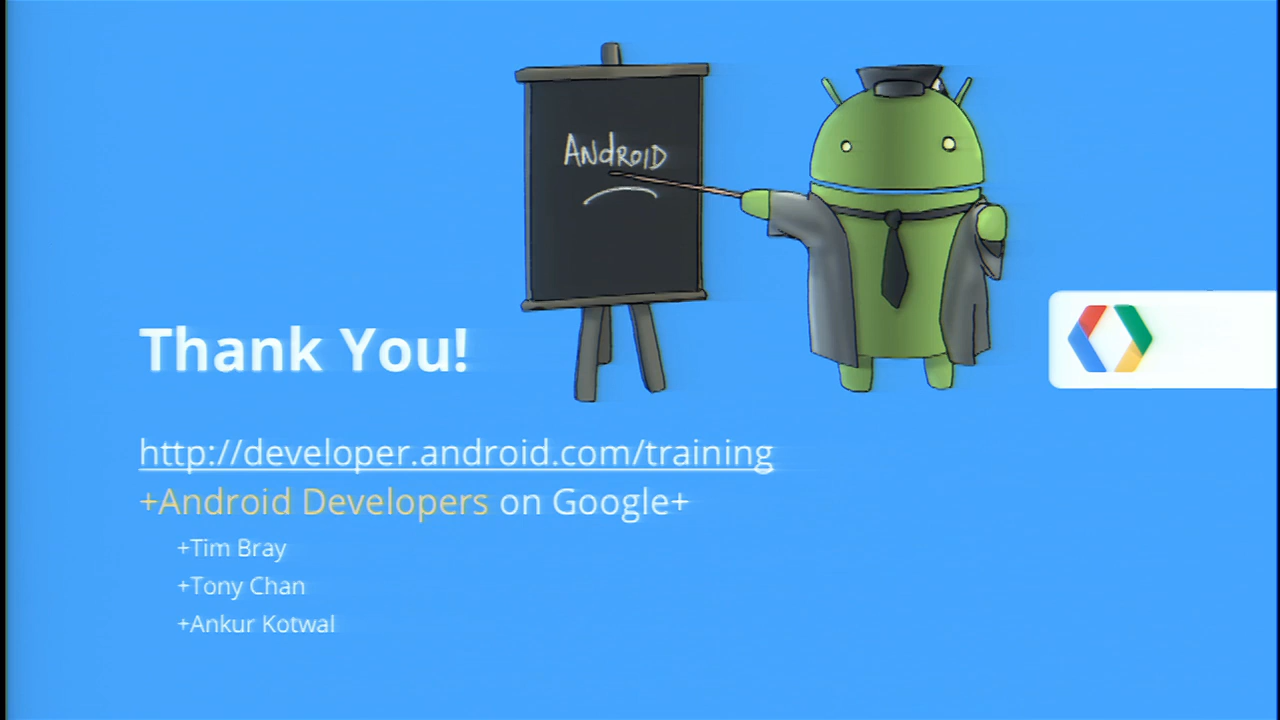 ANdROID
Thank You!
http://developer.android.com/training
+Android Developers on Google+
+Tim Bray
+Tony Chan
+Ankur Kotwal